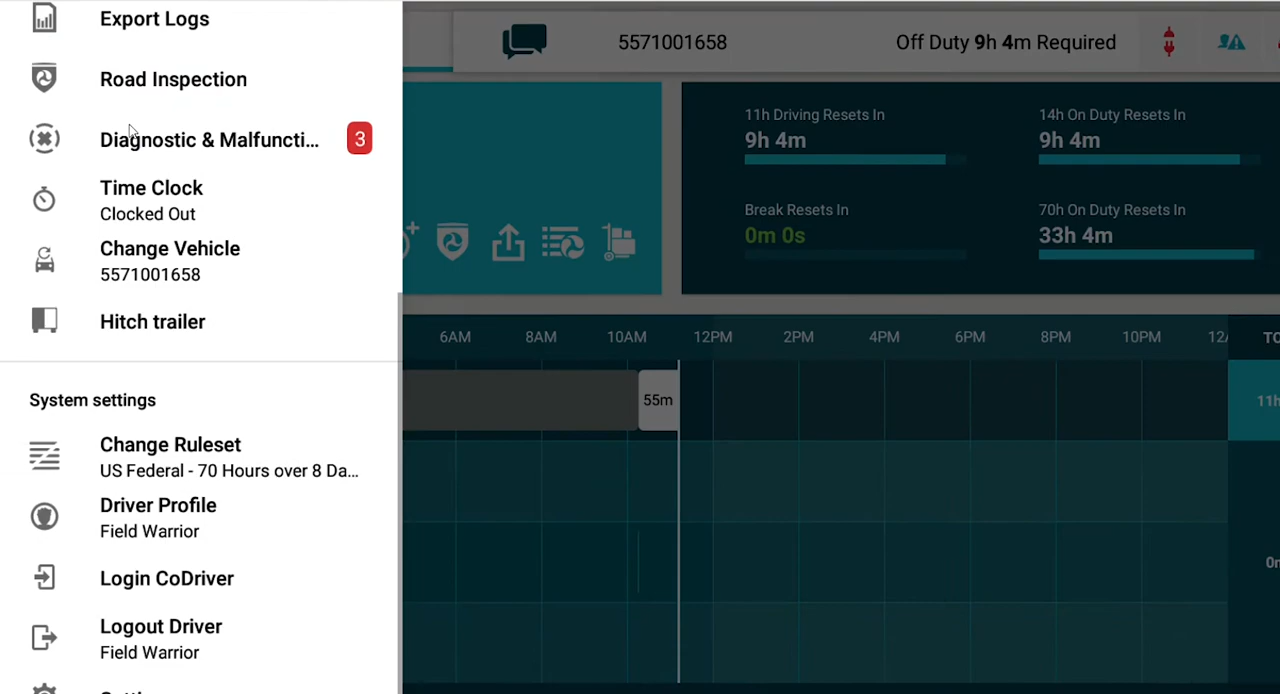 Export Logs
Road Inspection
Diagnostic & Malfuncti... 3
Time Clock
Clocked Out
Change Vehicle
5571001658
Hitch trailer
System settings
Change Ruleset
US Federal - 70 Hours over 8 Da...
Driver Profile
Field Warrior
Login CoDriver
Logout Driver
Field Warrior
5571001658 Off Duty 9h 4m Required
11h Driving Resets In 14h On Duty Resets In
9h 4m 9h 4m
Break Resets In 70h On Duty Resets In
0m 0s 33h 4m
6AM 8AM 10AM 12PM 2PM 4PM 6PM 8PM 10PM 12
55m 11h